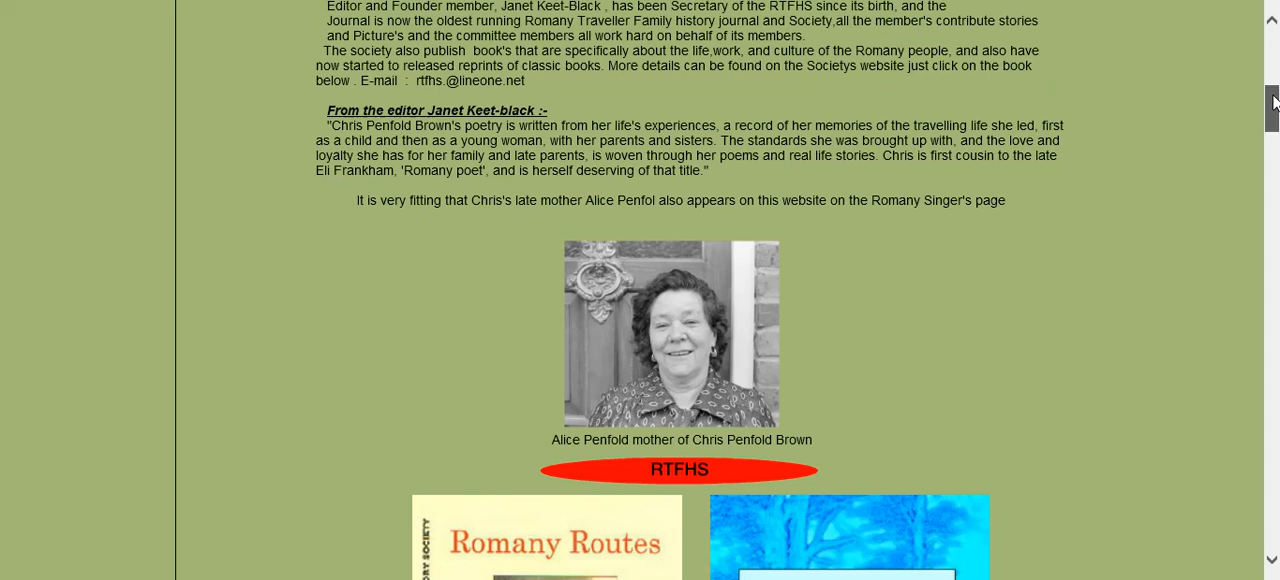 Editor and Founder member, Janet Keet-Black , has been Secretary of the RTFHS since its birth, and the
Journal is now the oldest running Romany Traveller Family history journal and Society,all the member's contribute stories
and Picture's and the committee members all work hard on behalf of its members.
The society also publish book's that are specifically about the life,work, and culture of the Romany people, and also have
now started to released reprints of classic books. More details can be found on the Societys website just click on the book
below . E-mail : rtfhs.@lineone.net
From the editor Janet Keet-black :-
"Chris Penfold Brown's poetry is written from her life's experiences, a record of her memories of the travelling life she led, first
as a child and then as a young woman, with her parents and sisters. The standards she was brought up with, and the love and
loyalty she has for her family and late parents, is woven through her poems and real life stories. Chris is first cousin to the late
Eli Frankham, 'Romany poet', and is herself deserving of that title."
It is very fitting that Chris's late mother Alice Penfol also appears on this website on the Romany Singer's page
Alice Penfold mother of Chris Penfold Brown
RTFHS
Romany Routes
ORY SOCIETY